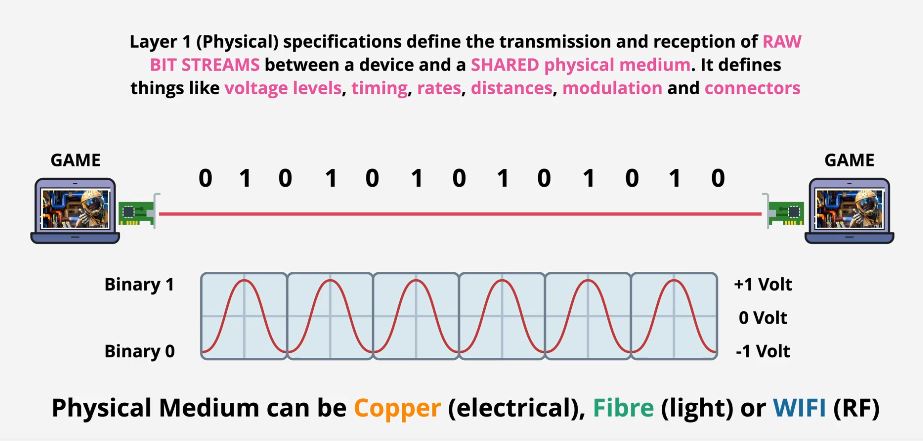 Layer 1 (Physical) specifications define the transmission and reception of RAW
BIT STREAMS between a device and a SHARED physical medium. It defines
things like voltage levels, timing, rates, distances, modulation and connectors
GAME
GAME
0 1 0 1 0 1 0 1 0 1 0 1 0
Binary 1
+1 Volt
0 Volt
Binary 0
-1 Volt
Physical Medium can be Copper (electrical), Fibre (light) or WIFI (RF)